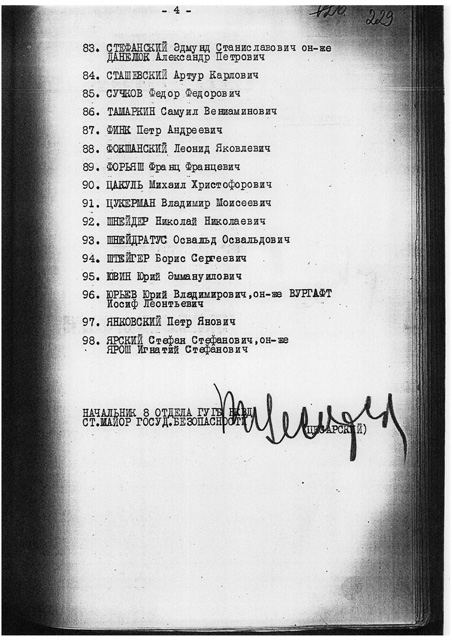 - 4 -
229
83. СТЕФАНСКИЙ Эдмунд Станиславович он-же
ДАНЕЛЮК Александр Петрович
84. СТАШЕВСКИЙ Артур Карлович
85. СУЧКОВ Федор Федорович
86. ТАМАРКИН Самуил Вениаминович
87. ФИНК Петр Андреевич
88. ФОКШАНСКИЙ Леонид Яковлевич
89. ФОРЬЯШ Франц Францевич
90. ЦАКУЛЬ Михаил Христофорович
91. ЦУКЕРМАН Владимир Моисеевич
92. ШНЕЙДЕР Николай Николаевич
93. ШНЕЙДРАТУС Освальд Освальдович
94. ШТЕЙГЕР Борис Сергеевич
95. ЮВИН Юрий Эммануилович
96. ЮРЬЕВ Юрий Владимирович,он-же ВУРГАФТ
Иосиф Леонтьевич
97. ЯНКОВСКИЙ Петр Янович
98. ЯРСКИЙ Стефан Стефанович,он-же
ЯРОШ Игнатий Стефанович
НАЧАЛЬНИК 8 ОТДЕЛА ГУГБ НКВД
СТ.МАЙОР ГОСУД.БЕЗОПАСНОСТИ
(ЦЕСАРСКИЙ)